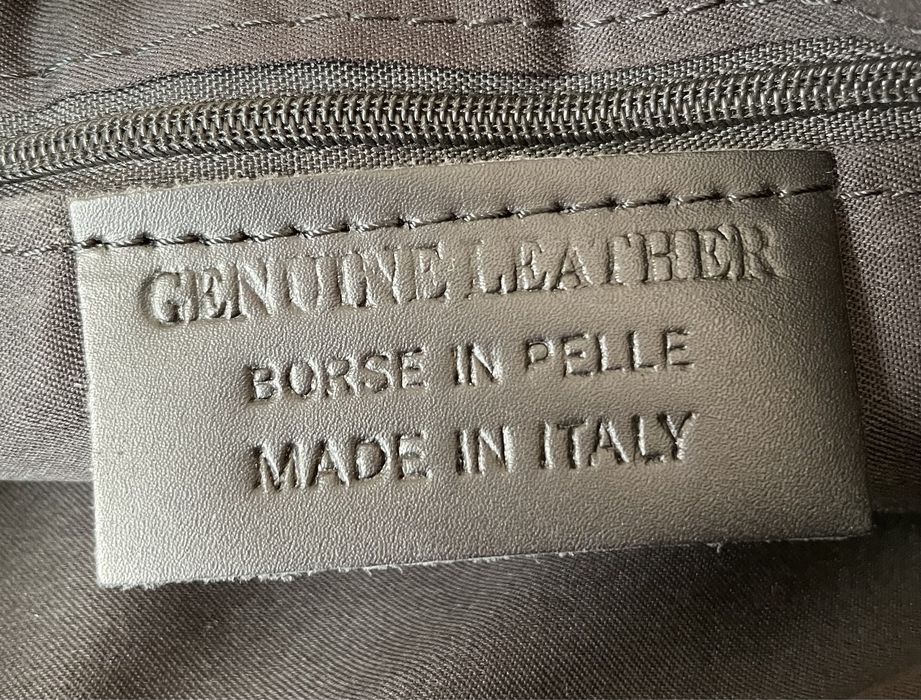 GENUINE LEATHER
BORSE IN PELLE
MADE IN ITALY